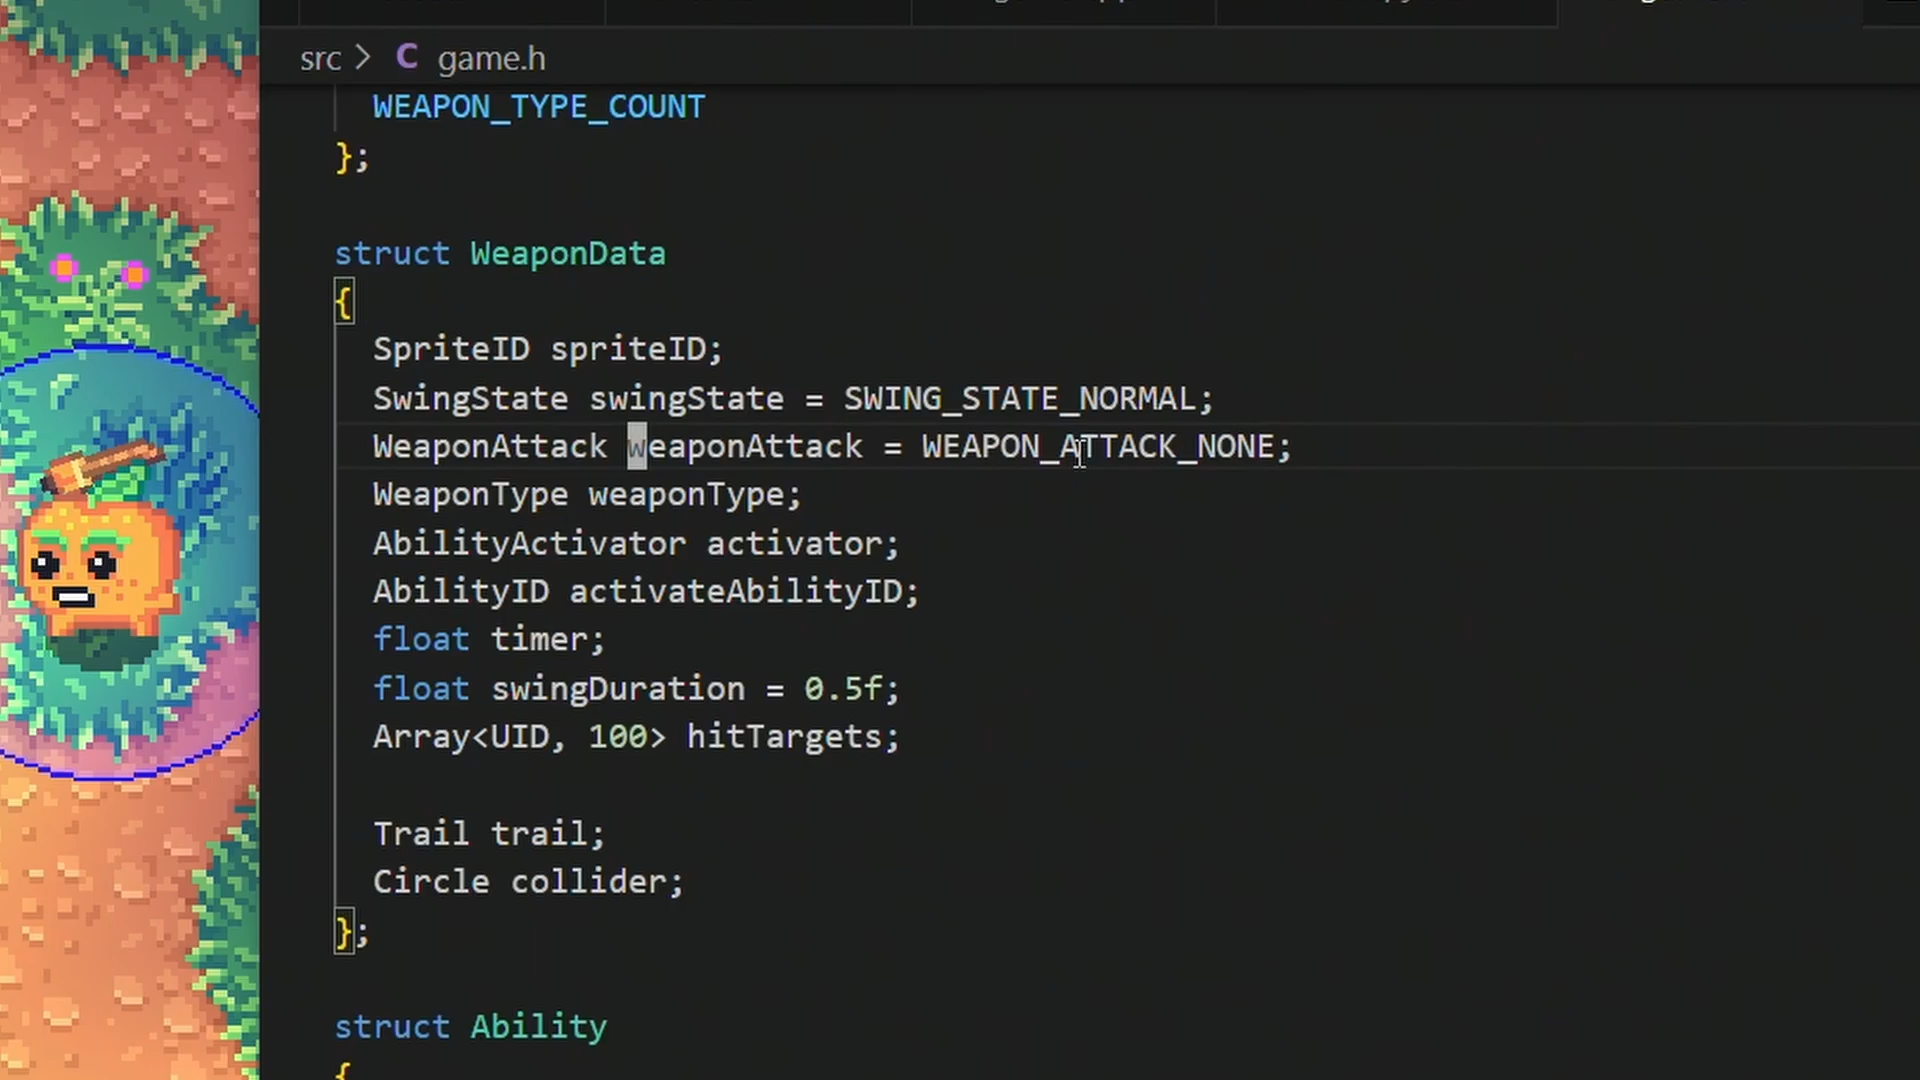 src > C game.h
WEAPON_TYPE_COUNT
};
struct WeaponData
{
SpriteID spriteID;
SwingState swingState = SWING_STATE_NORMAL;
WeaponAttack weaponAttack = WEAPON_ATTACK_NONE;
WeaponType weaponType;
AbilityActivator activator;
AbilityID activateAbilityID;
float timer;
float swingDuration = 0.5f;
Array<UID, 100> hitTargets;
Trail trail;
Circle collider;
};
struct Ability
{